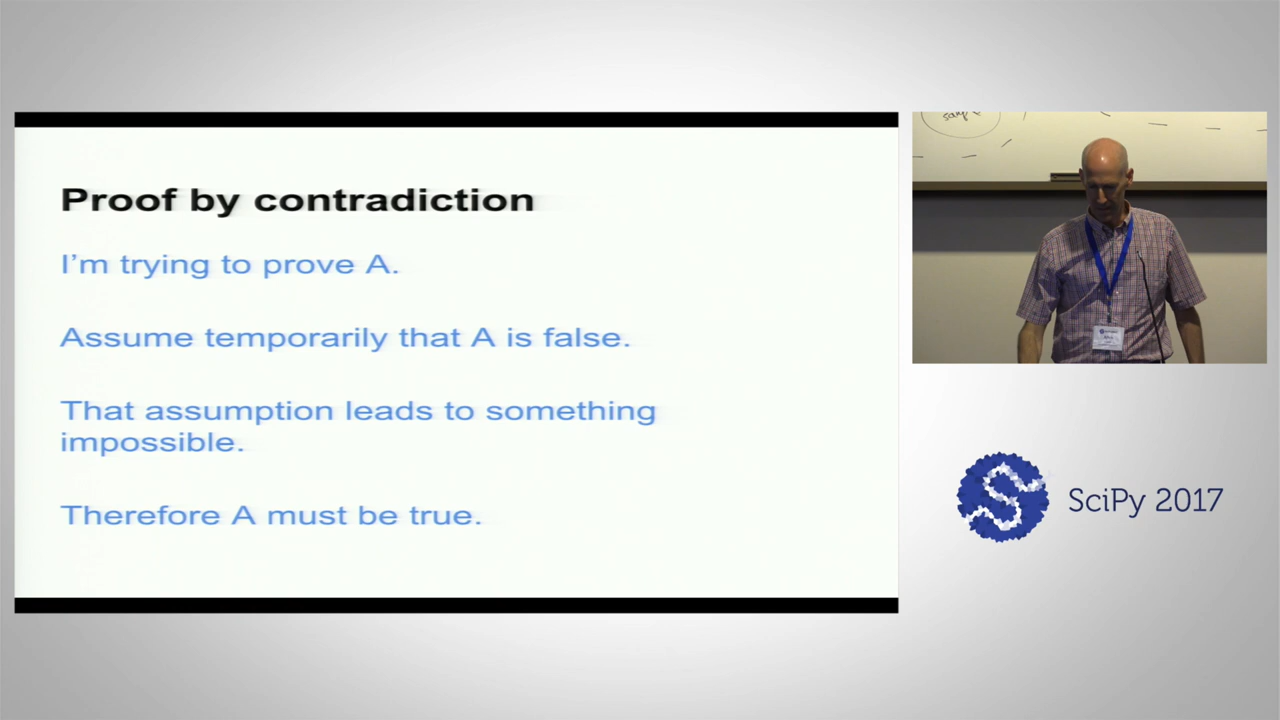 Proof by contradiction
I'm trying to prove A.
Assume temporarily that A is false.
That assumption leads to something
impossible.
Therefore A must be true.
SciPy 2017